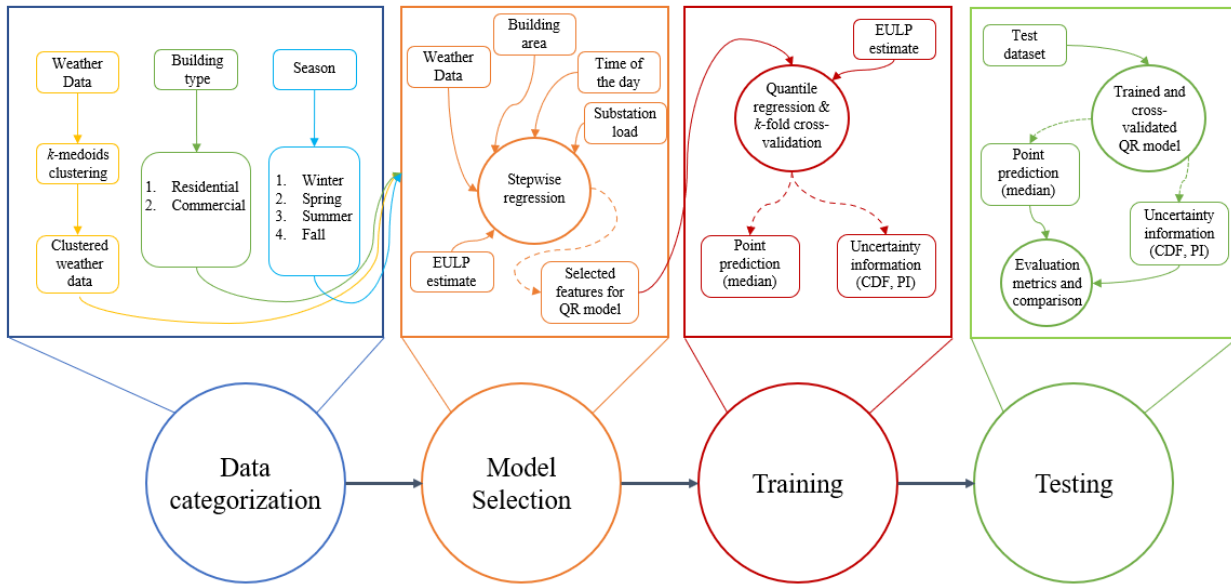 Weather
Data
k-medoids
clustering
Clustered
weather
data
Building
type
1. Residential
2. Commercial
Season
1. Winter
2. Spring
3. Summer
4. Fall
Weather
Data
Building
area
Time of
the day
Substation
load
Stepwise
regression
EULP
estimate
Selected
features for
QR model
EULP
estimate
Quantile
regression &
k-fold cross-
validation
Point
prediction
(median)
Uncertainty
information
(CDF, PI)
Test
dataset
Trained and
cross-
validated
QR model
Point
prediction
(median)
Uncertainty
information
(CDF, PI)
Evaluation
metrics and
comparison
Data
categorization
Model
Selection
Training
Testing